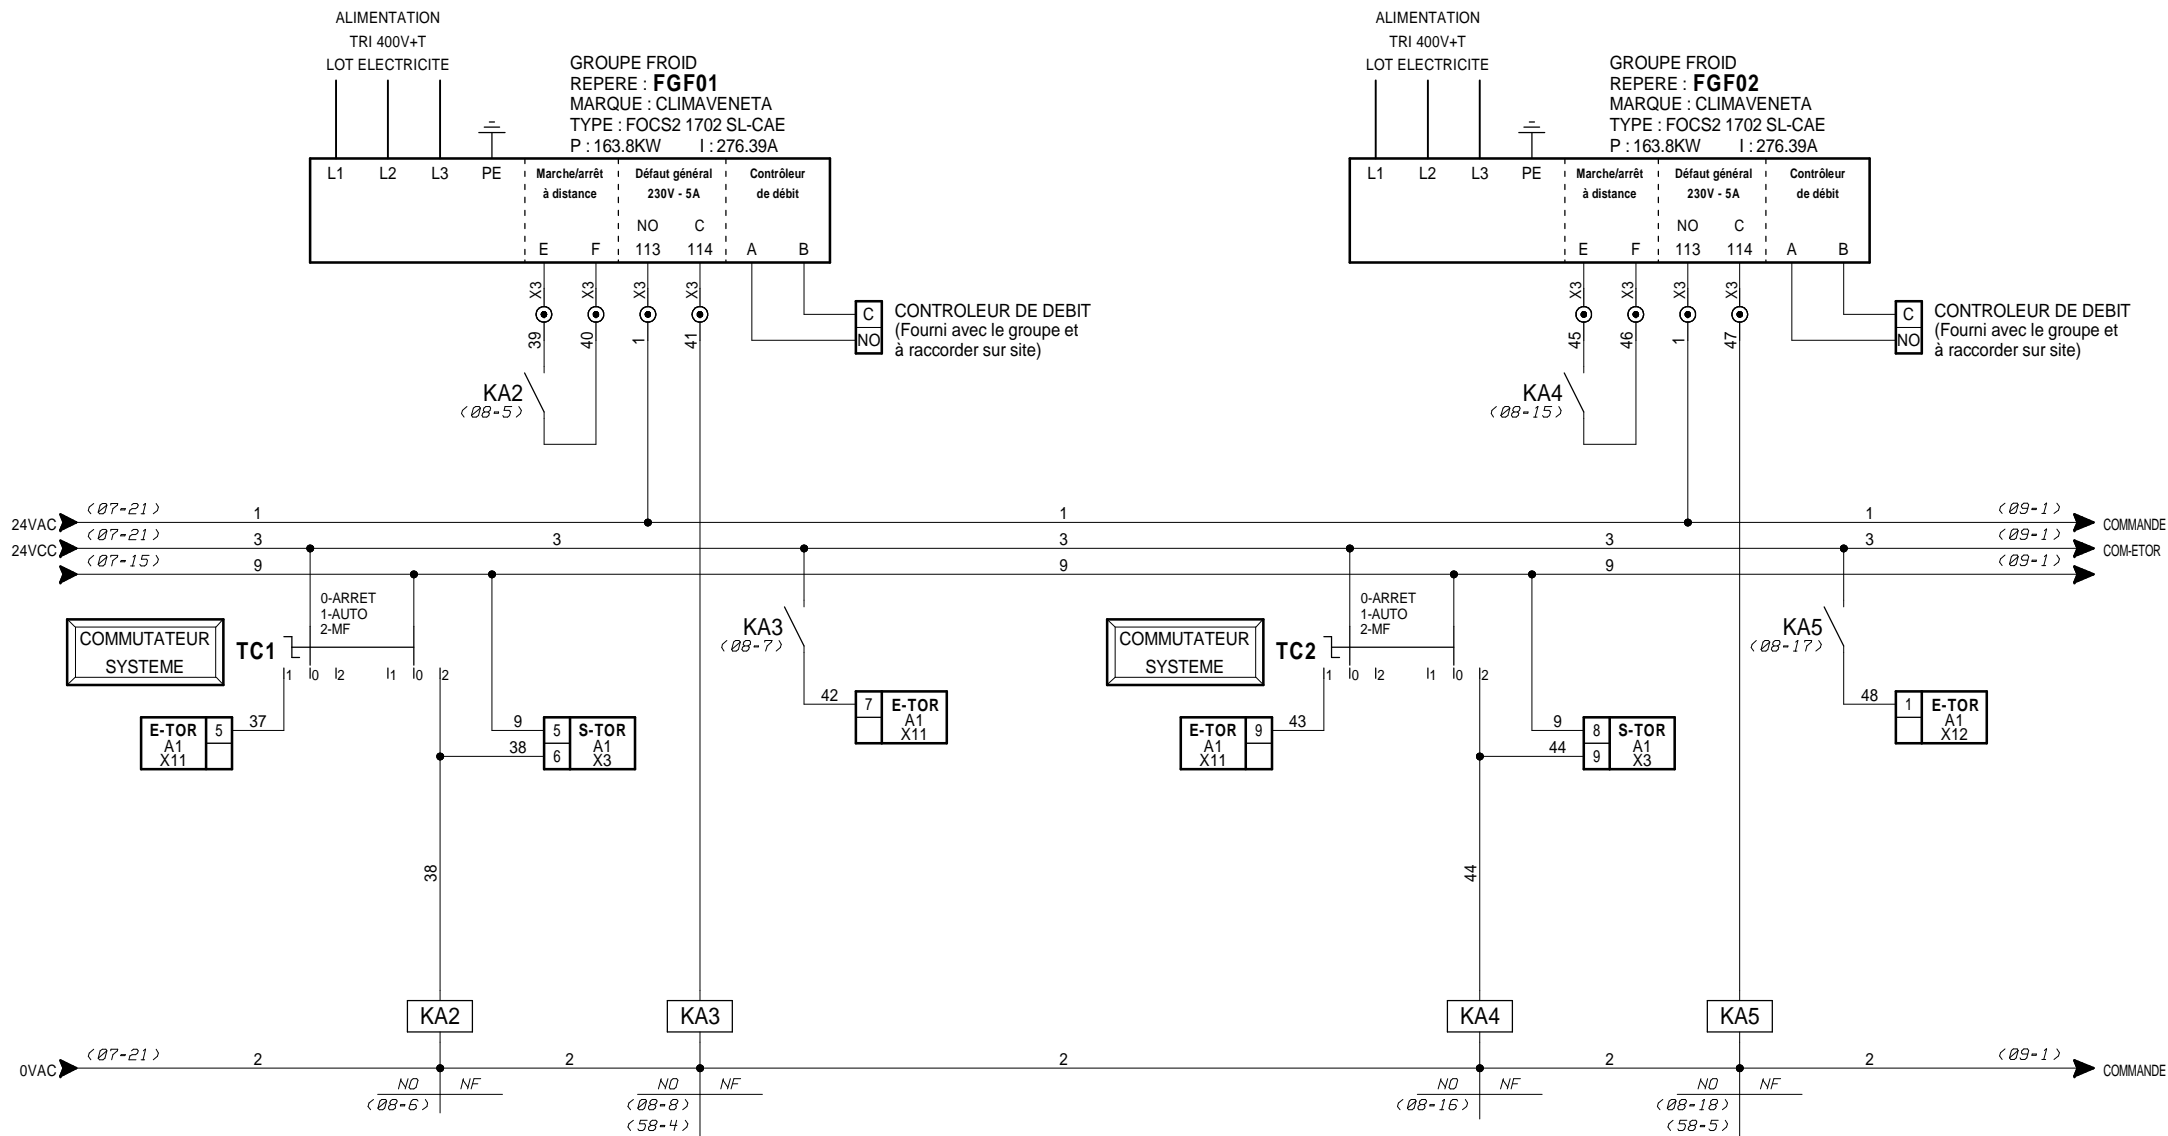 ALIMENTATION
TRI 400V+T
LOT ELECTRICITE
GROUPE FROID
REPERE : FGF01
MARQUE : CLIMAVENETA
TYPE : FOCS2 1702 SL-CAE
P : 163.8KW I : 276.39A
L1 L2 L3 PE
Marche/arrêt
à distance
Défaut général
230V - 5A
Contrôleur
de débit
NO C
E F 113 114 A B
X3 X3 X3 X3
39 40 1 41
C
NO
CONTROLEUR DE DEBIT
(Fourni avec le groupe et
à raccorder sur site)
KA2
(08-5)
ALIMENTATION
TRI 400V+T
LOT ELECTRICITE
GROUPE FROID
REPERE : FGF02
MARQUE : CLIMAVENETA
TYPE : FOCS2 1702 SL-CAE
P : 163.8KW I : 276.39A
L1 L2 L3 PE
Marche/arrêt
à distance
Défaut général
230V - 5A
Contrôleur
de débit
NO C
E F 113 114 A B
X3 X3 X3 X3
45 46 1 47
C
NO
CONTROLEUR DE DEBIT
(Fourni avec le groupe et
à raccorder sur site)
KA4
(08-15)
24VAC (07-21) 1 1 1 (09-1) COMMANDE
24VCC (07-21) 3 3 3 3 3 (09-1) COM-ETOR
(07-15) 9 9 9 (09-1)
COMMUTATEUR
SYSTEME
TC1
0-ARRET
1-AUTO
2-MF
1 0 2 1 0 2
E-TOR
A1
X11
5
37
9
38
5
6
S-TOR
A1
X3
KA3
(08-7)
42
7
E-TOR
A1
X11
COMMUTATEUR
SYSTEME
TC2
0-ARRET
1-AUTO
2-MF
1 0 2 1 0 2
E-TOR
A1
X11
9
43
9
44
8
9
S-TOR
A1
X3
KA5
(08-17)
48
1
E-TOR
A1
X12
38
44
KA2
KA3
KA4
KA5
0VAC (07-21) 2 2 2 2 2 (09-1) COMMANDE
NO NF
(08-6)
NO NF
(08-8)
(58-4)
NO NF
(08-16)
NO NF
(08-18)
(58-5)